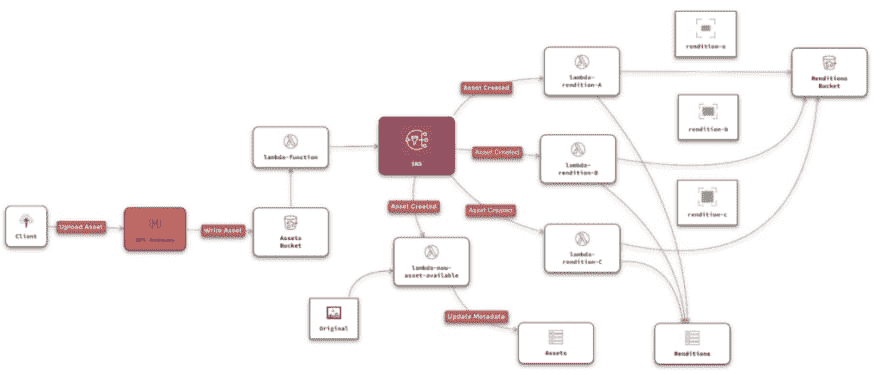 Client
Upload Asset
API Gateway
Write Asset
Assets
Bucket
lambda-function
SNS
Asset Created
Asset Created
Asset Created
Asset Created
lambda-
rendition-A
lambda-
rendition-B
lambda-
rendition-C
rendition-a
rendition-b
rendition-c
Renditions
Bucket
lambda-new-
asset-available
Original
Update Metadata
Assets
Renditions